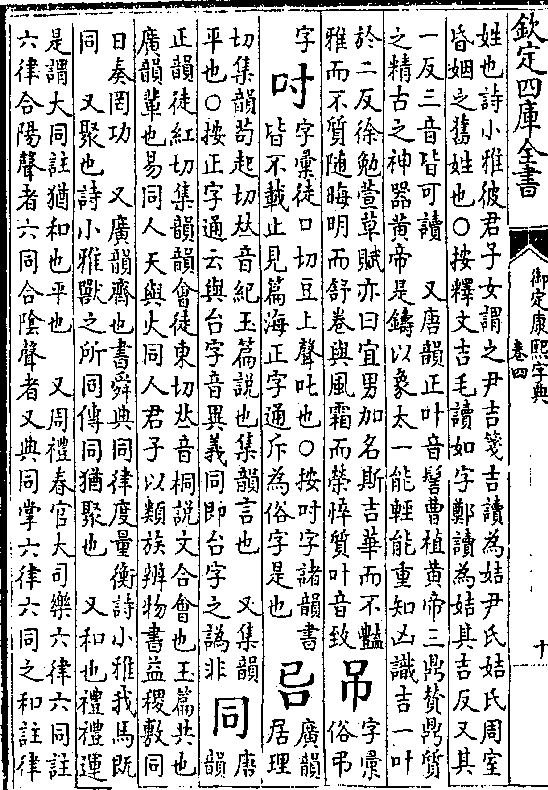 欽定四庫全書
御定康熙字典
卷四
十
姓也詩小雅彼君子女謂之尹吉箋吉讀為姞尹氏姞氏周室
昏姻之舊姓也○按釋文吉毛讀如字鄭讀為姞其吉反又其
一反三音皆可讀　又唐韻正叶音髻曹植黃帝三鼎贊鼎質
之精古之神器黃帝是鑄以象太一能輕能重知凶識吉一叶
於二反徐勉萱草賦亦曰宜男加名斯吉華而不豔
雅而不質隨晦明而舒卷與風霜而榮悴質叶音致
吊
字彙
俗弔
字
吋
字彙徒口切豆上聲叱也○按吋字諸韻書
皆不載止見篇海正字通斥為俗字是也
廣韻
居理
切集韻苟起切𠀤音紀玉篇說也集韻言也　又集韻
平也○按正字通云與台字音異義同即台字之譌非
同
唐
韻
正韻徒紅切集韻韻會徒東切𠀤音桐說文合會也玉篇共也
廣韻輩也易同人天與火同人君子以類族辨物書益稷敷同
日奏罔功　又廣韻齊也書舜典同律度量衡詩小雅我馬既
同　又聚也詩小雅獸之所同傳同猶聚也　又和也禮禮運
是謂大同註猶和也平也　又周禮春官大司樂六律六同註
六律合陽聲者六同合陰聲者又典同掌六律六同之和註律